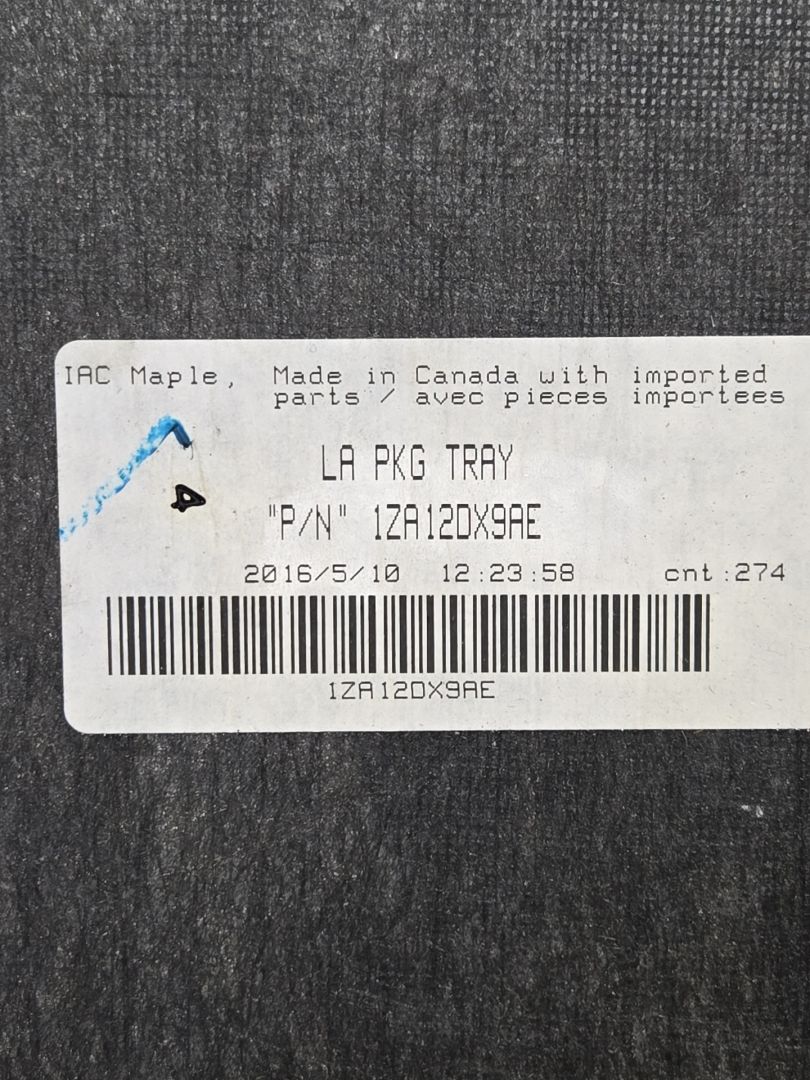 IAC Maple, Made in Canada with imported
parts / avec pieces importees
LA PKG TRAY
"P/N" 1ZA12DX9AE
2016/5/10 12:23:58 cnt:274
1ZA12DX9AE